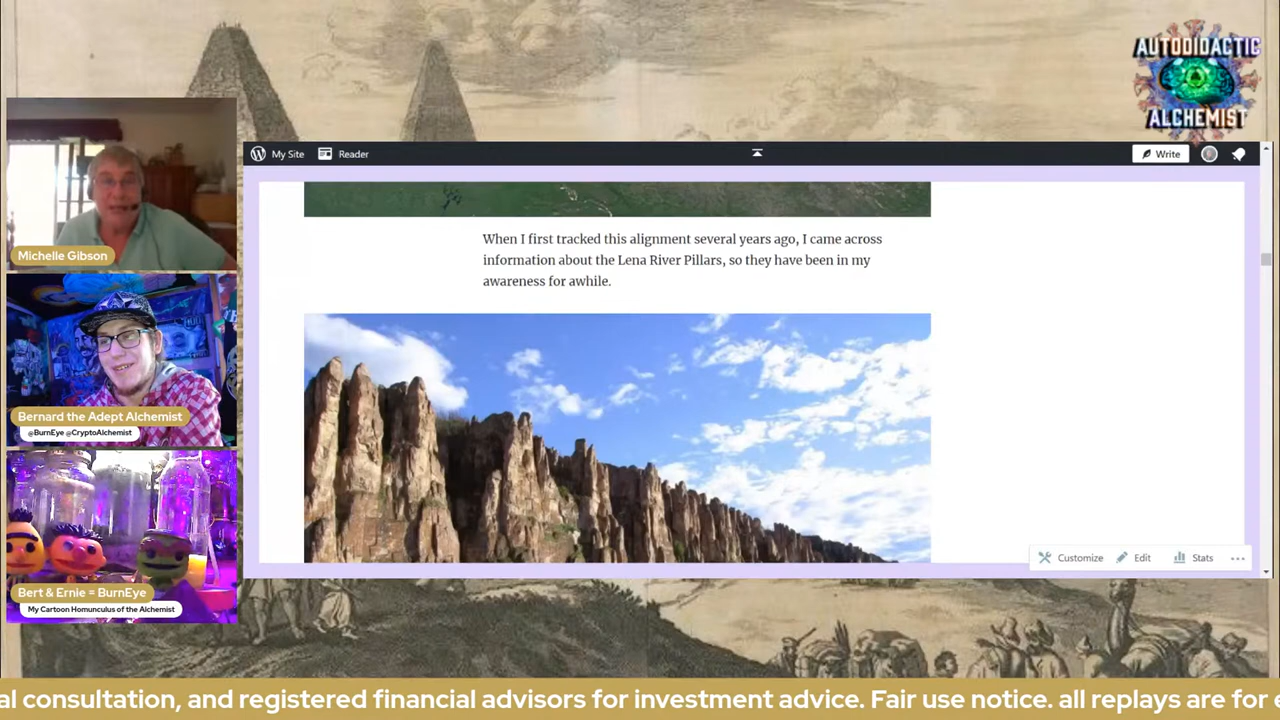 AUTODIDACTIC
ALCHEMIST
My Site
Reader
Write
Michelle Gibson
When I first tracked this alignment several years ago, I came across
information about the Lena River Pillars, so they have been in my
awareness for awhile.
Bernard the Adept Alchemist
@BurnEye @CryptoAlchemist
Customize
Edit
Stats
Bert & Ernie = BurnEye
My Cartoon Homunculus of the Alchemist
al consultation, and registered financial advisors for investment advice. Fair use notice. all replays are for e